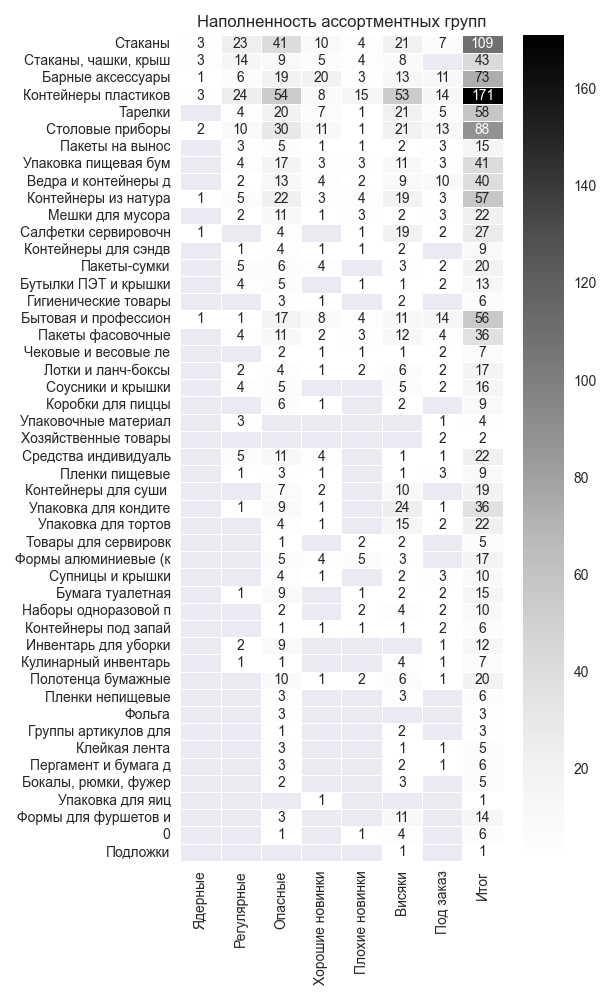 Наполненность ассортментных групп
Стаканы 3 23 41 10 4 21 7 109
Стаканы, чашки, крыш 3 14 9 5 4 8 43
Барные аксессуары 1 6 19 20 3 13 11 73
Контейнеры пластиков 3 24 54 8 15 53 14 171
Тарелки 4 20 7 1 21 5 58
Столовые приборы 2 10 30 11 1 21 13 88
Пакеты на вынос 3 5 1 1 2 3 15
Упаковка пищевая бум 4 17 3 3 11 3 41
Ведра и контейнеры д 2 13 4 2 9 10 40
Контейнеры из натура 1 5 22 3 4 19 3 57
Мешки для мусора 2 11 1 3 2 3 22
Салфетки сервировочн 1 4 1 19 2 27
Контейнеры для сэндв 1 4 1 1 2 9
Пакеты-сумки 5 6 4 3 2 20
Бутылки ПЭТ и крышки 4 5 1 1 2 13
Гигиенические товары 3 1 2 6
Бытовая и профессион 1 1 17 8 4 11 14 56
Пакеты фасовочные 4 11 2 3 12 4 36
Чековые и весовые ле 2 1 1 1 2 7
Лотки и ланч-боксы 2 4 1 2 6 2 17
Соусники и крышки 4 5 5 2 16
Коробки для пиццы 6 1 2 9
Упаковочные материал 3 1 4
Хозяйственные товары 2 2
Средства индивидуаль 5 11 4 1 1 22
Пленки пищевые 1 3 1 1 3 9
Контейнеры для суши 7 2 10 19
Упаковка для кондите 1 9 1 24 1 36
Упаковка для тортов 4 1 15 2 22
Товары для сервировк 1 2 2 5
Формы алюминиевые (к 5 4 5 3 17
Супницы и крышки 4 1 2 3 10
Бумага туалетная 1 9 1 2 2 15
Наборы одноразовой п 2 2 4 2 10
Контейнеры под запай 1 1 1 1 2 6
Инвентарь для уборки 2 9 1 12
Кулинарный инвентарь 1 1 4 1 7
Полотенца бумажные 10 1 2 6 1 20
Пленки непищевые 3 3 6
Фольга 3 3
Группы артикулов для 1 2 3
Клейкая лента 3 1 1 5
Пергамент и бумага д 3 2 1 6
Бокалы, рюмки, фужер 2 3 5
Упаковка для яиц 1 1
Формы для фуршетов и 3 11 14
0 1 1 4 6
Подложки 1 1
Ядерные
Регулярные
Опасные
Хорошие новинки
Плохие новинки
Висяки
Под заказ
Итог
160
140
120
100
80
60
40
20